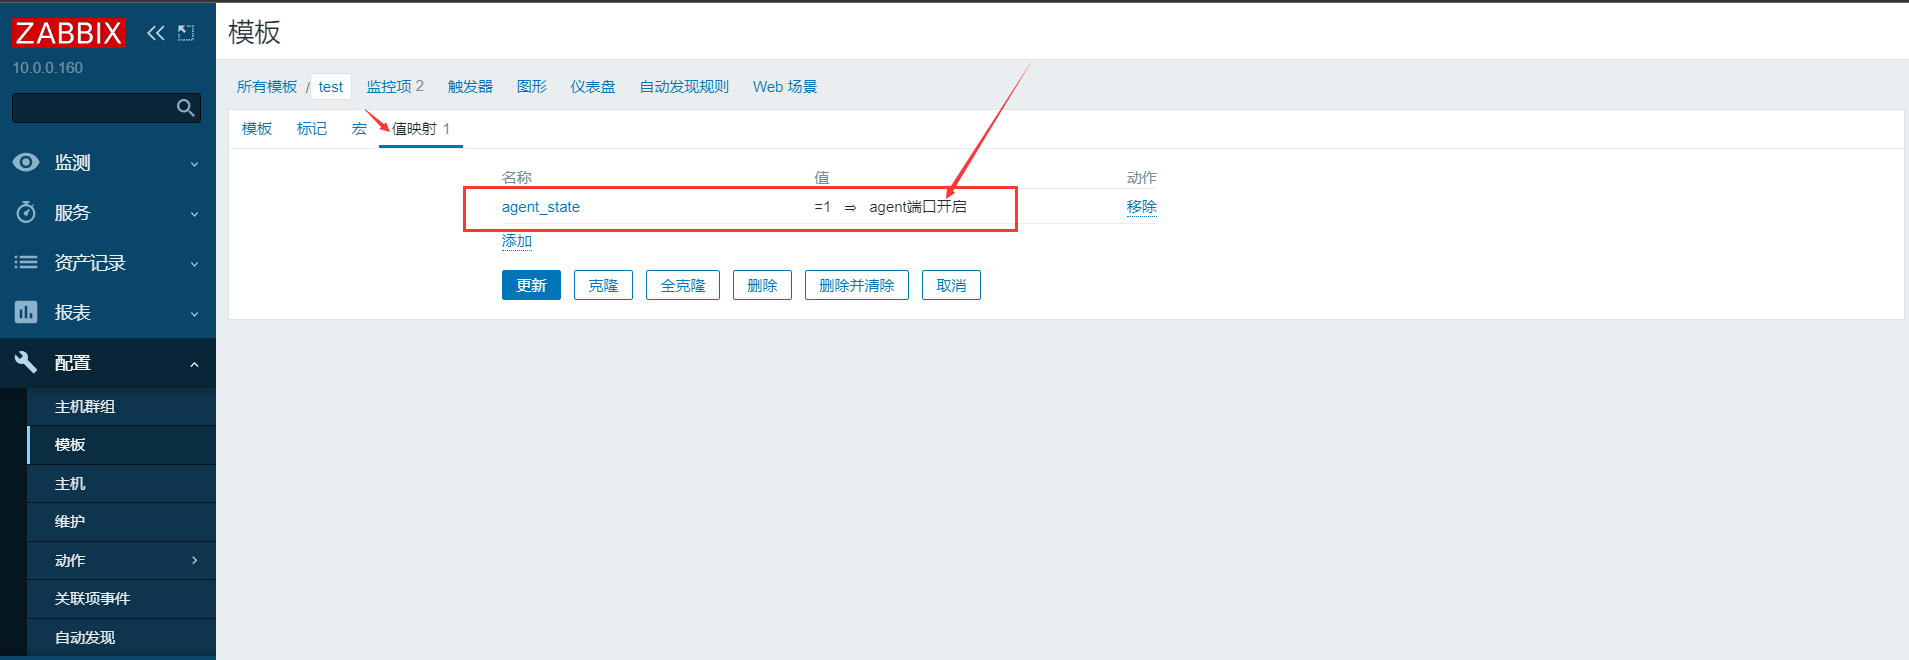 ZABBIX
10.0.0.160
监测
服务
资产记录
报表
配置
主机群组
模板
主机
维护
动作
关联项事件
自动发现
模板
所有模板 / test 监控项 2 触发器 图形 仪表盘 自动发现规则 Web 场景
模板 标记 宏 值映射 1
名称 值 动作
agent_state =1 ⇒ agent端口开启 移除
添加
更新 克隆 全克隆 删除 删除并清除 取消